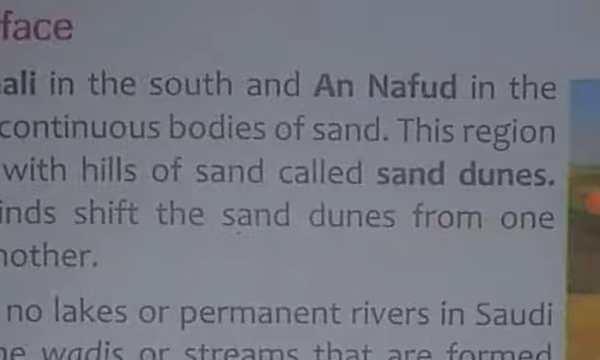 face
ali in the south and An Nafud in the
continuous bodies of sand. This region
with hills of sand called sand dunes.
inds shift the sand dunes from one
nother.
no lakes or permanent rivers in Saudi
ne wadis or streams that are formed